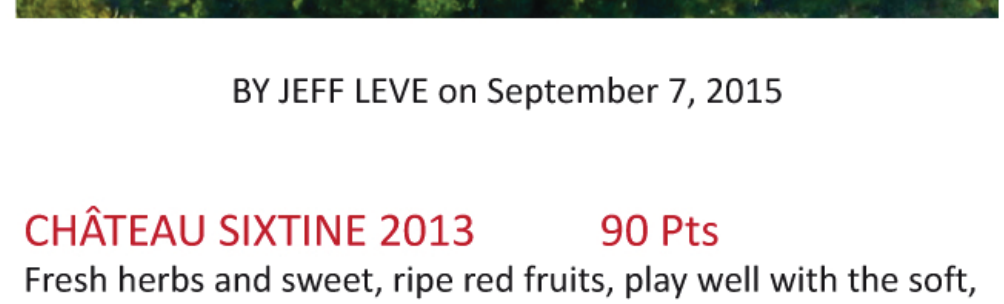 BY JEFF LEVE on September 7, 2015
CHÂTEAU SIXTINE 2013 90 Pts
Fresh herbs and sweet, ripe red fruits, play well with the soft,